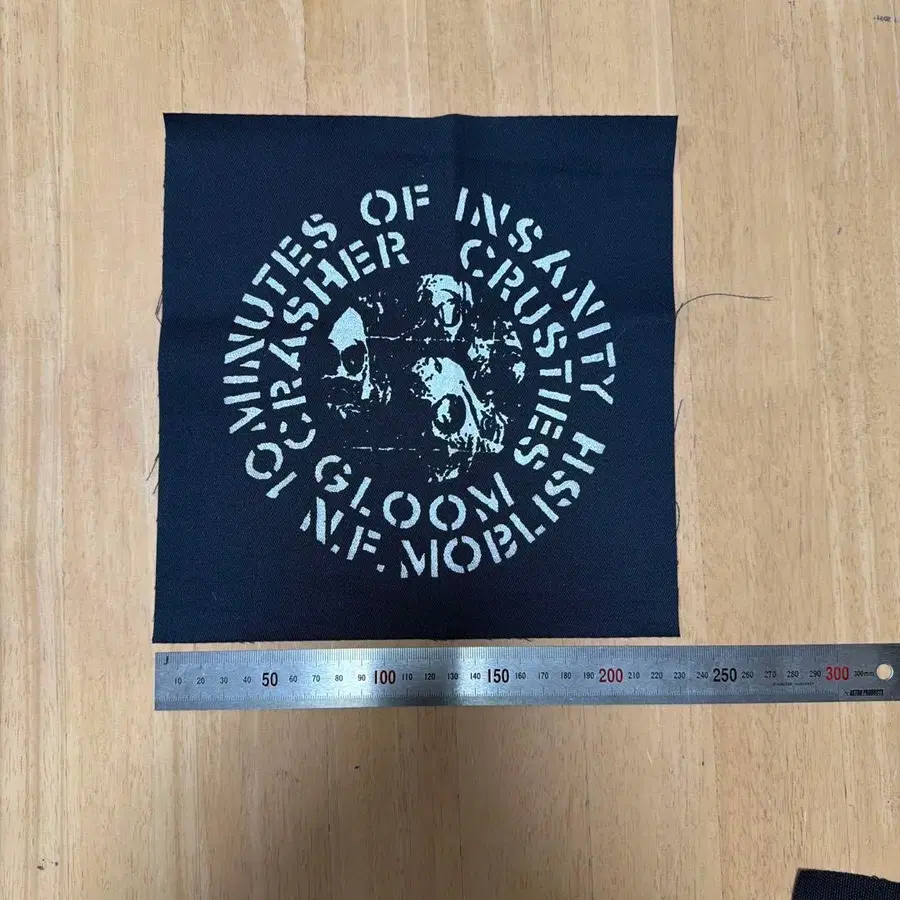 10 MINUTES OF INSANITY
CRASHER CRUSTIES
GLOOM
N.F. MOBLISH
10 20 30 40 50 60 70 80 90 100 110 120 130 140 150 160 170 180 190 200 210 220 230 240 250 260 270 280 290 300 300mm